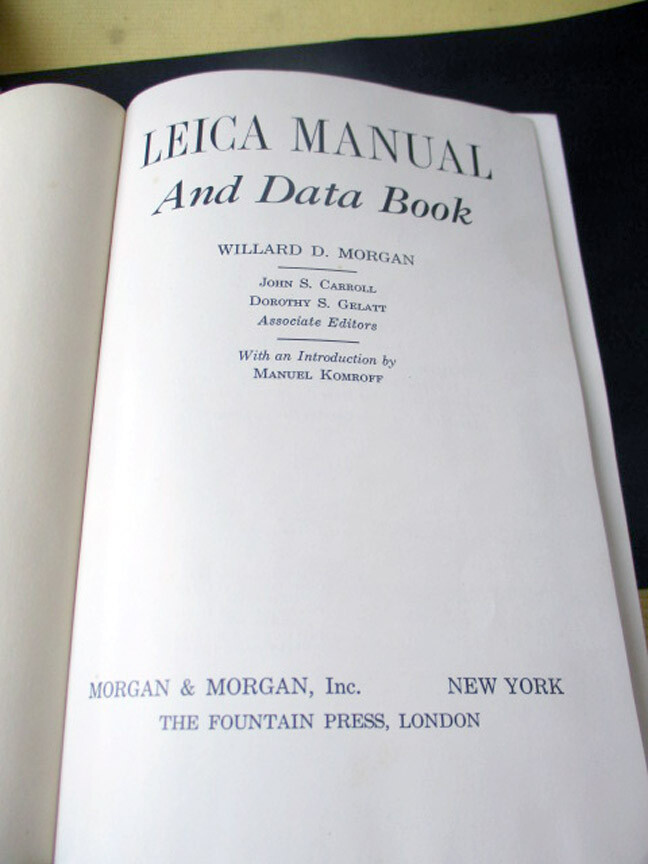 LEICA MANUAL
And Data Book
WILLARD D. MORGAN
JOHN S. CARROLL
DOROTHY S. GELATT
Associate Editors
With an Introduction by
MANUEL KOMROFF
MORGAN & MORGAN, Inc. NEW YORK
THE FOUNTAIN PRESS, LONDON